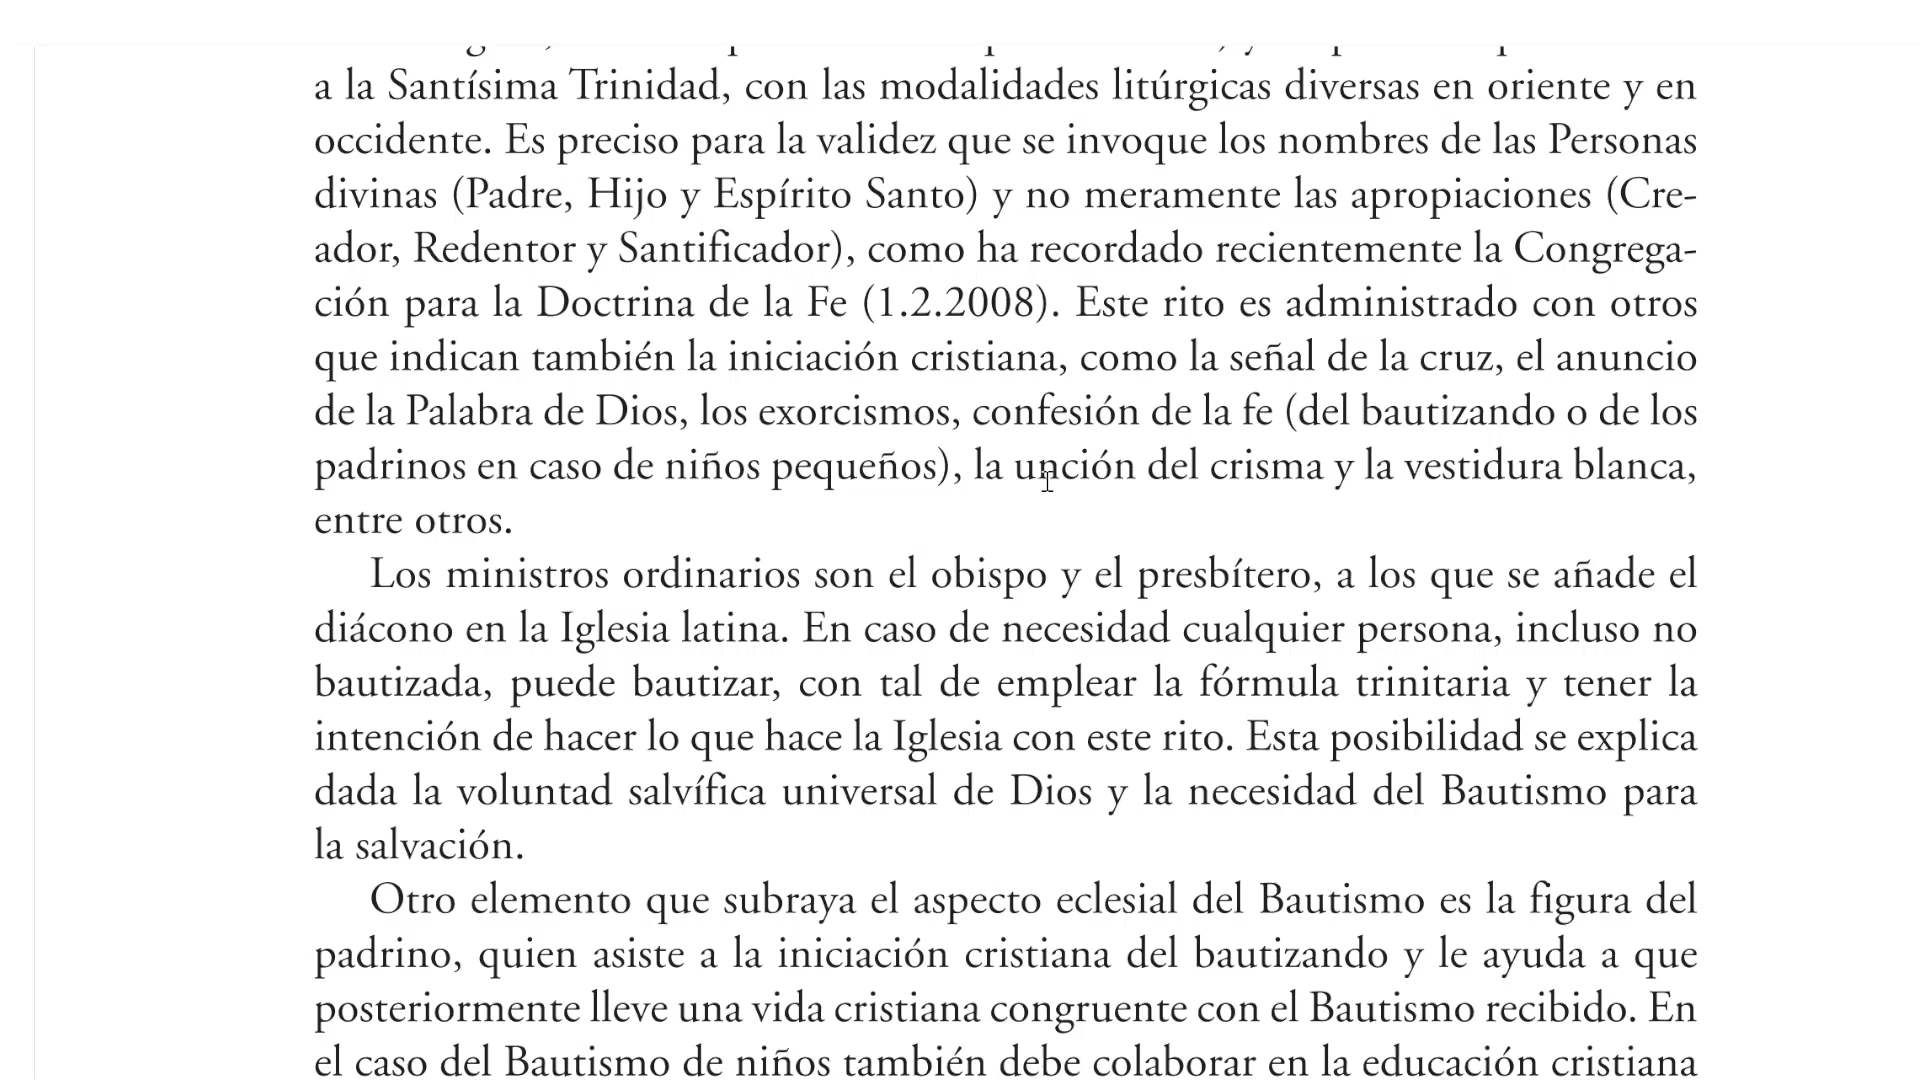 a la Santísima Trinidad, con las modalidades litúrgicas diversas en oriente y en
occidente. Es preciso para la validez que se invoque los nombres de las Personas
divinas (Padre, Hijo y Espírito Santo) y no meramente las apropiaciones (Cre-
ador, Redentor y Santificador), como ha recordado recientemente la Congrega-
ción para la Doctrina de la Fe (1.2.2008). Este rito es administrado con otros
que indican también la iniciación cristiana, como la señal de la cruz, el anuncio
de la Palabra de Dios, los exorcismos, confesión de la fe (del bautizando o de los
padrinos en caso de niños pequeños), la unción del crisma y la vestidura blanca,
entre otros.
Los ministros ordinarios son el obispo y el presbítero, a los que se añade el
diácono en la Iglesia latina. En caso de necesidad cualquier persona, incluso no
bautizada, puede bautizar, con tal de emplear la fórmula trinitaria y tener la
intención de hacer lo que hace la Iglesia con este rito. Esta posibilidad se explica
dada la voluntad salvífica universal de Dios y la necesidad del Bautismo para
la salvación.
Otro elemento que subraya el aspecto eclesial del Bautismo es la figura del
padrino, quien asiste a la iniciación cristiana del bautizando y le ayuda a que
posteriormente lleve una vida cristiana congruente con el Bautismo recibido. En
el caso del Bautismo de niños también debe colaborar en la educación cristiana